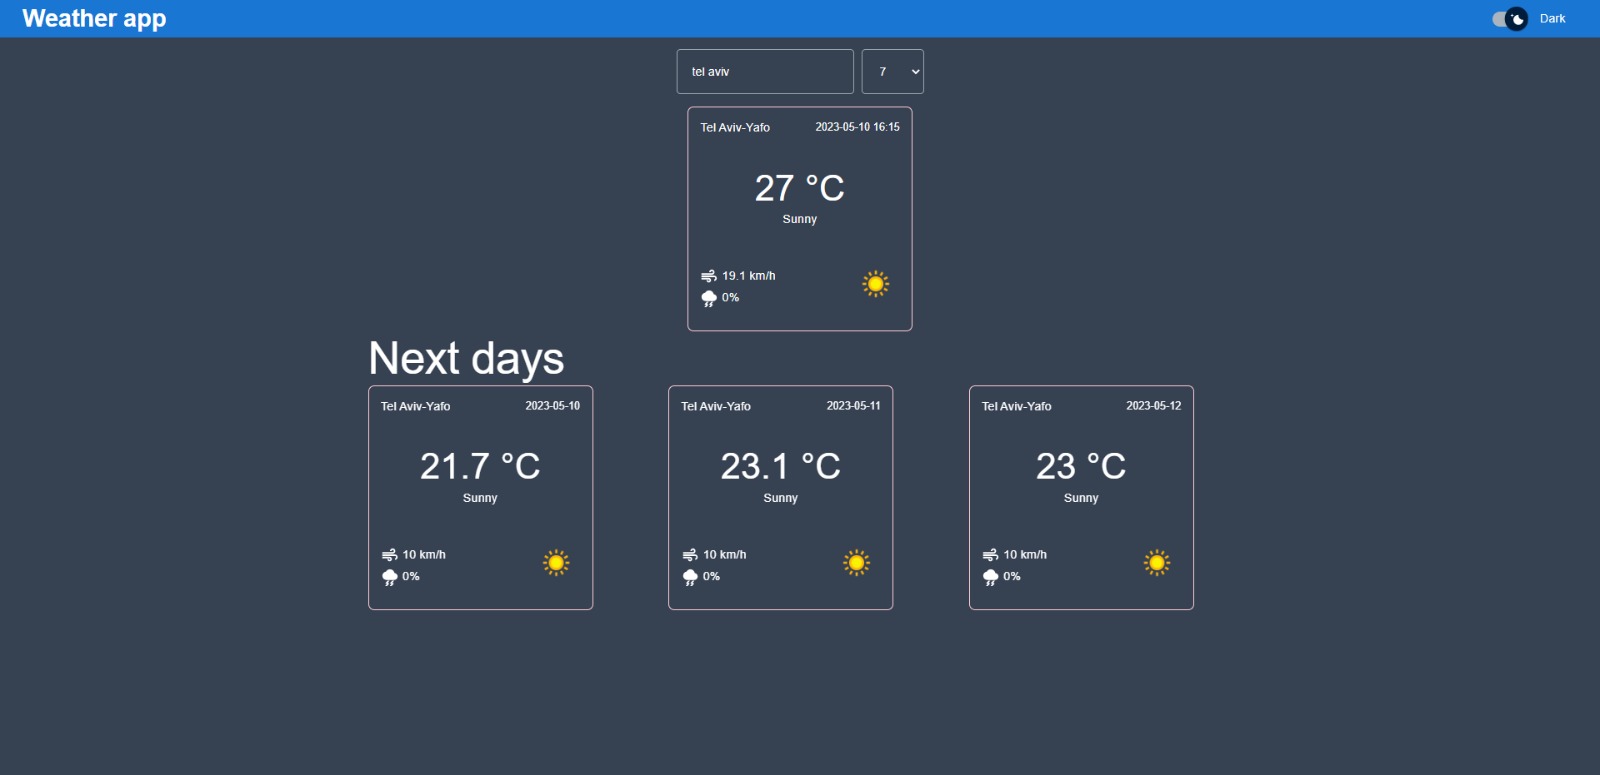 Weather app
Dark
tel aviv
7
Tel Aviv-Yafo 2023-05-10 16:15
27 °C
Sunny
19.1 km/h
0%
Next days
Tel Aviv-Yafo 2023-05-10
21.7 °C
Sunny
10 km/h
0%
Tel Aviv-Yafo 2023-05-11
23.1 °C
Sunny
10 km/h
0%
Tel Aviv-Yafo 2023-05-12
23 °C
Sunny
10 km/h
0%